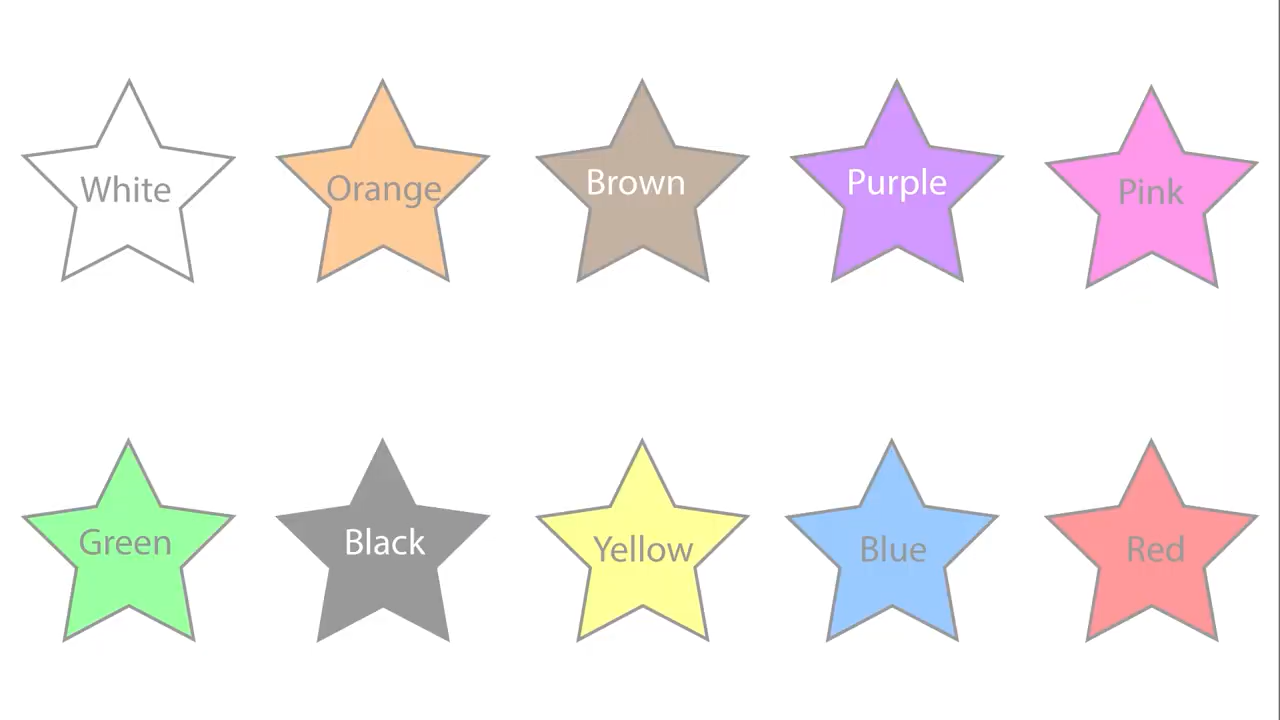 White
Orange
Brown
Purple
Pink
Green
Black
Yellow
Blue
Red